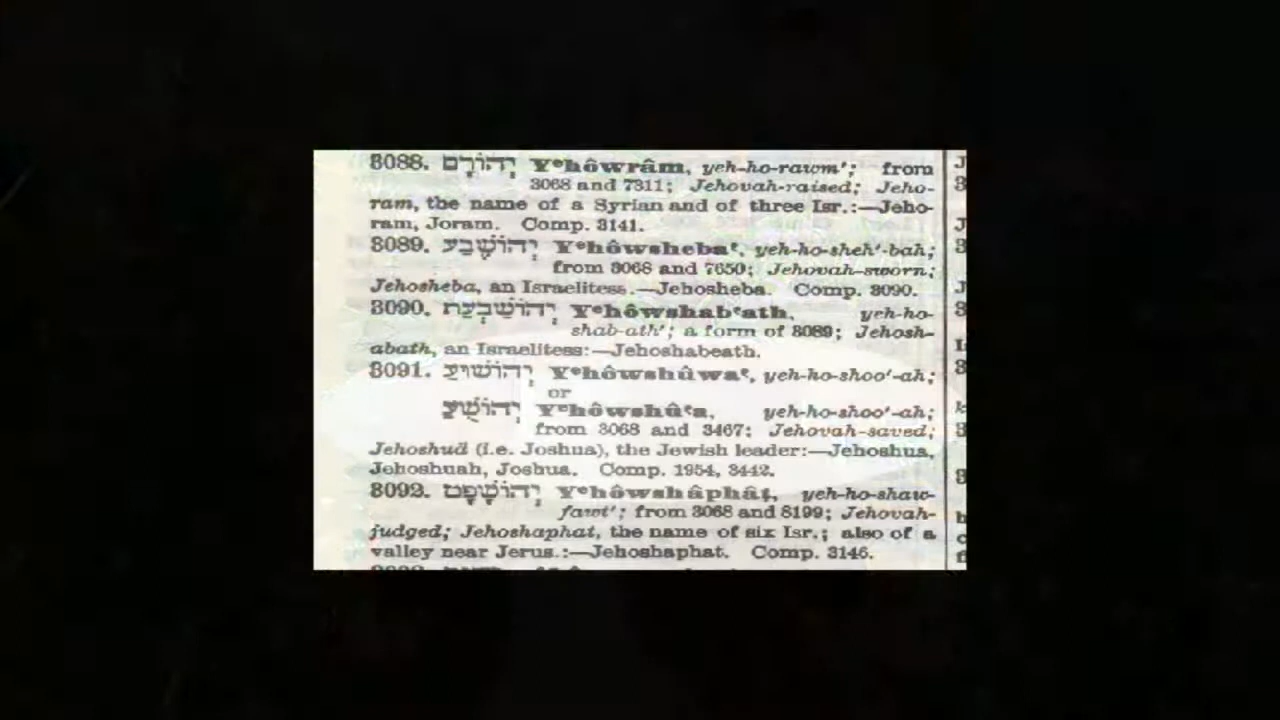 3088. יְהוֹרָם Yᵉhôwrâm, yeh-ho-rawm'; from
3068 and 7311; Jehovah-raised; Jeho-
ram, the name of a Syrian and of three Isr.:—Jeho-
ram, Joram. Comp. 3141.
3089. יְהוֹשֶׁבַע Yᵉhôwshebaʻ, yeh-ho-sheh'-bah;
from 3068 and 7650; Jehovah-sworn;
Jehosheba, an Israelitess.—Jehosheba. Comp. 3090.
3090. יְהוֹשַׁבְעַת Yᵉhôwshabʻath, yeh-ho-
shab-ath'; a form of 3089; Jehosh-
abath, an Israelitess:—Jehoshabeath.
3091. יְהוֹשׁוּעַ Yᵉhôwshûwaʻ, yeh-ho-shoo'-ah;
or
יְהוֹשֻׁעַ Yᵉhôwshûʻa, yeh-ho-shoo'-ah;
from 3068 and 3467; Jehovah-saved;
Jehoshuä (i.e. Joshua), the Jewish leader:—Jehoshua,
Jehoshuah, Joshua. Comp. 1954, 3442.
3092. יְהוֹשָׁפָט Yᵉhôwshâphâṭ, yeh-ho-shaw-
fawt'; from 3068 and 8199; Jehovah-
judged; Jehoshaphat, the name of six Isr.; also of a
valley near Jerus.:—Jehoshaphat. Comp. 3146.